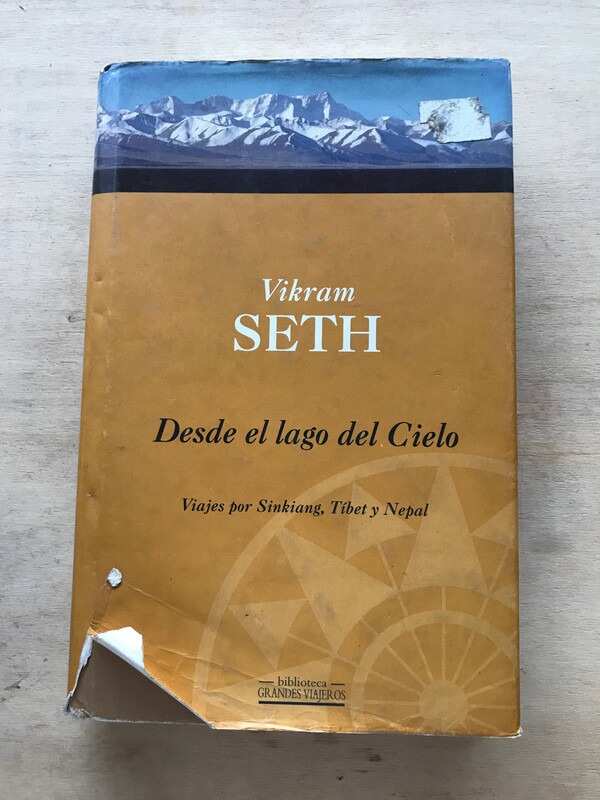 Vikram
SETH
Desde el lago del Cielo
Viajes por Sinkiang, Tíbet y Nepal
biblioteca
GRANDES VIAJEROS